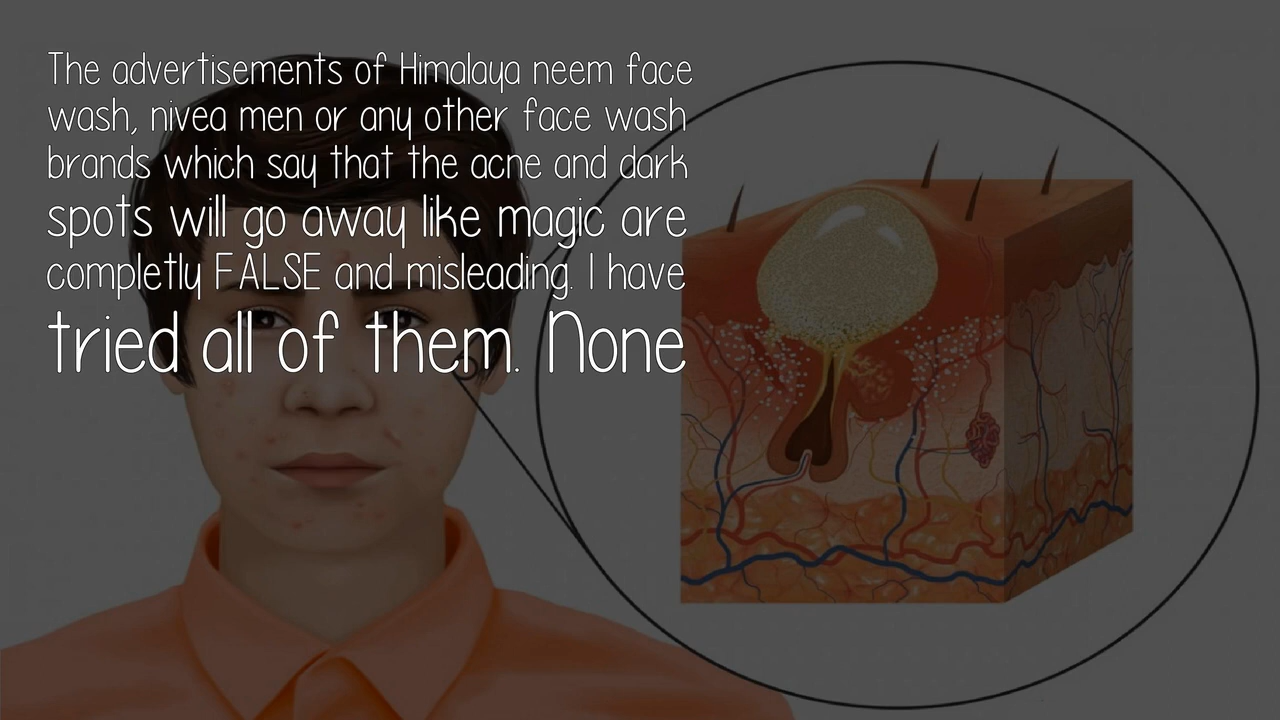 The advertisements of Himalaya neem face
wash, nivea men or any other face wash
brands which say that the acne and dark
spots will go away like magic are
completly FALSE and misleading. I have
tried all of them. None